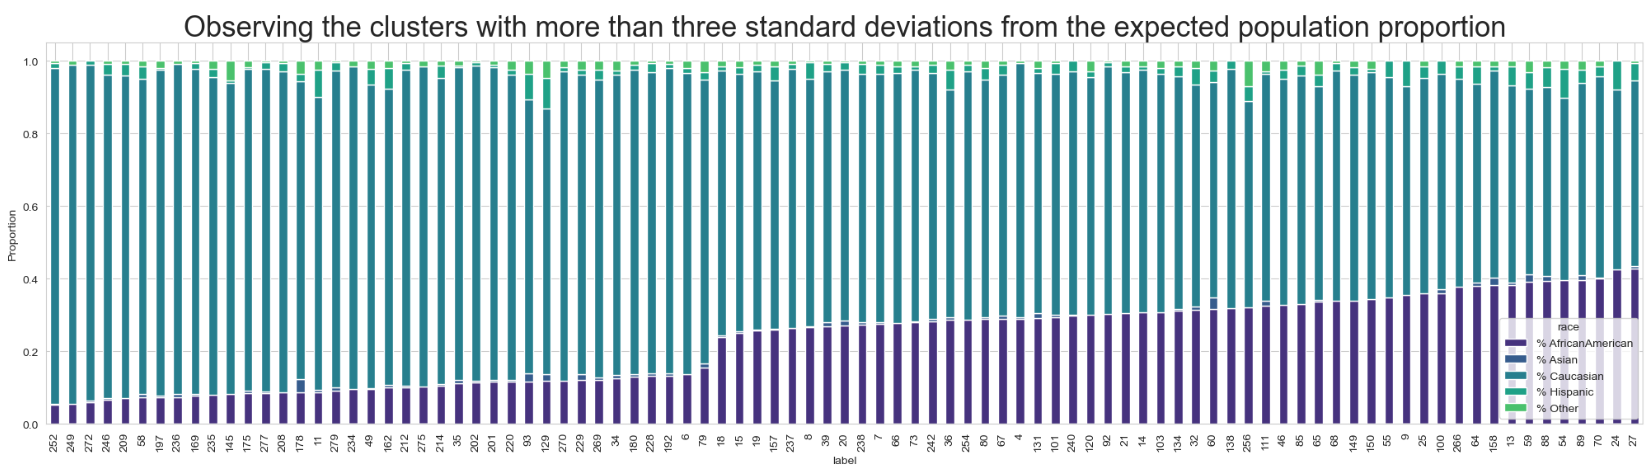 Observing the clusters with more than three standard deviations from the expected population proportion
1.0
0.8
0.6
0.4
0.2
0.0
Proportion
race
% AfricanAmerican
% Asian
% Caucasian
% Hispanic
% Other
252 249 272 246 209 58 197 236 169 235 145 175 277 208 178 11 279 234 49 162 212 275 214 35 202 201 220 93 129 270 229 269 34 180 228 192 6 79 18 15 19 157 237 8 39 20 238 7 66 73 242 36 254 80 67 4 131 101 240 120 92 21 14 103 134 32 60 138 256 111 46 85 65 68 149 150 55 9 25 100 266 64 158 13 59 88 54 89 70 24 27
label